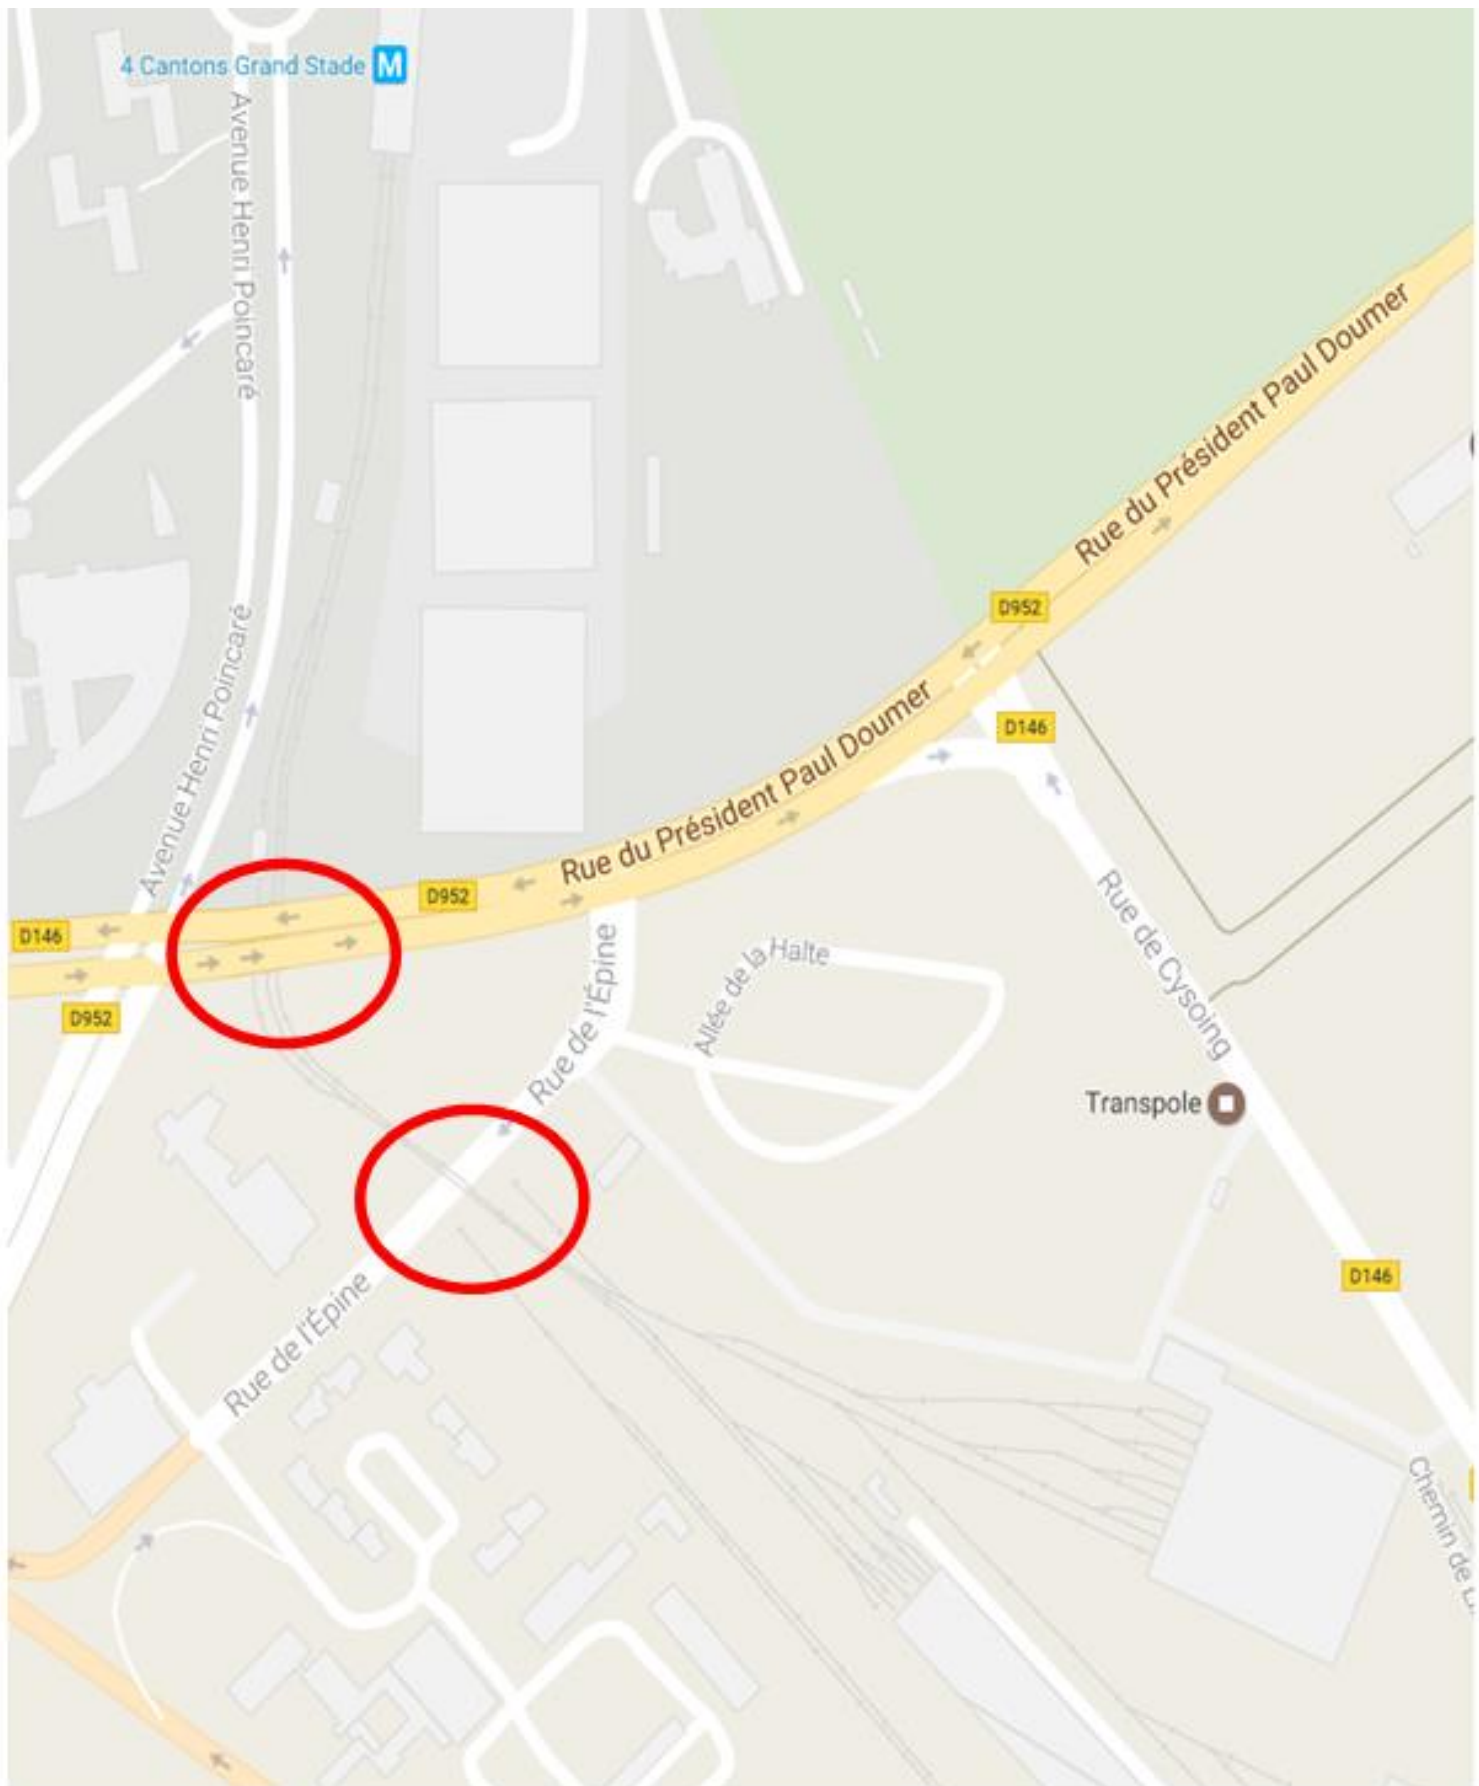 4 Cantons Grand Stade M
Avenue Henri Poincaré
Rue du Président Paul Doumer
D952
D146
Avenue Henri Poincaré
Rue du Président Paul Doumer
D952
D146
D952
Rue de l'Épine
Allée de la Halte
Rue de Cysoing
Transpole
D146
Rue de l'Épine
Chemin de